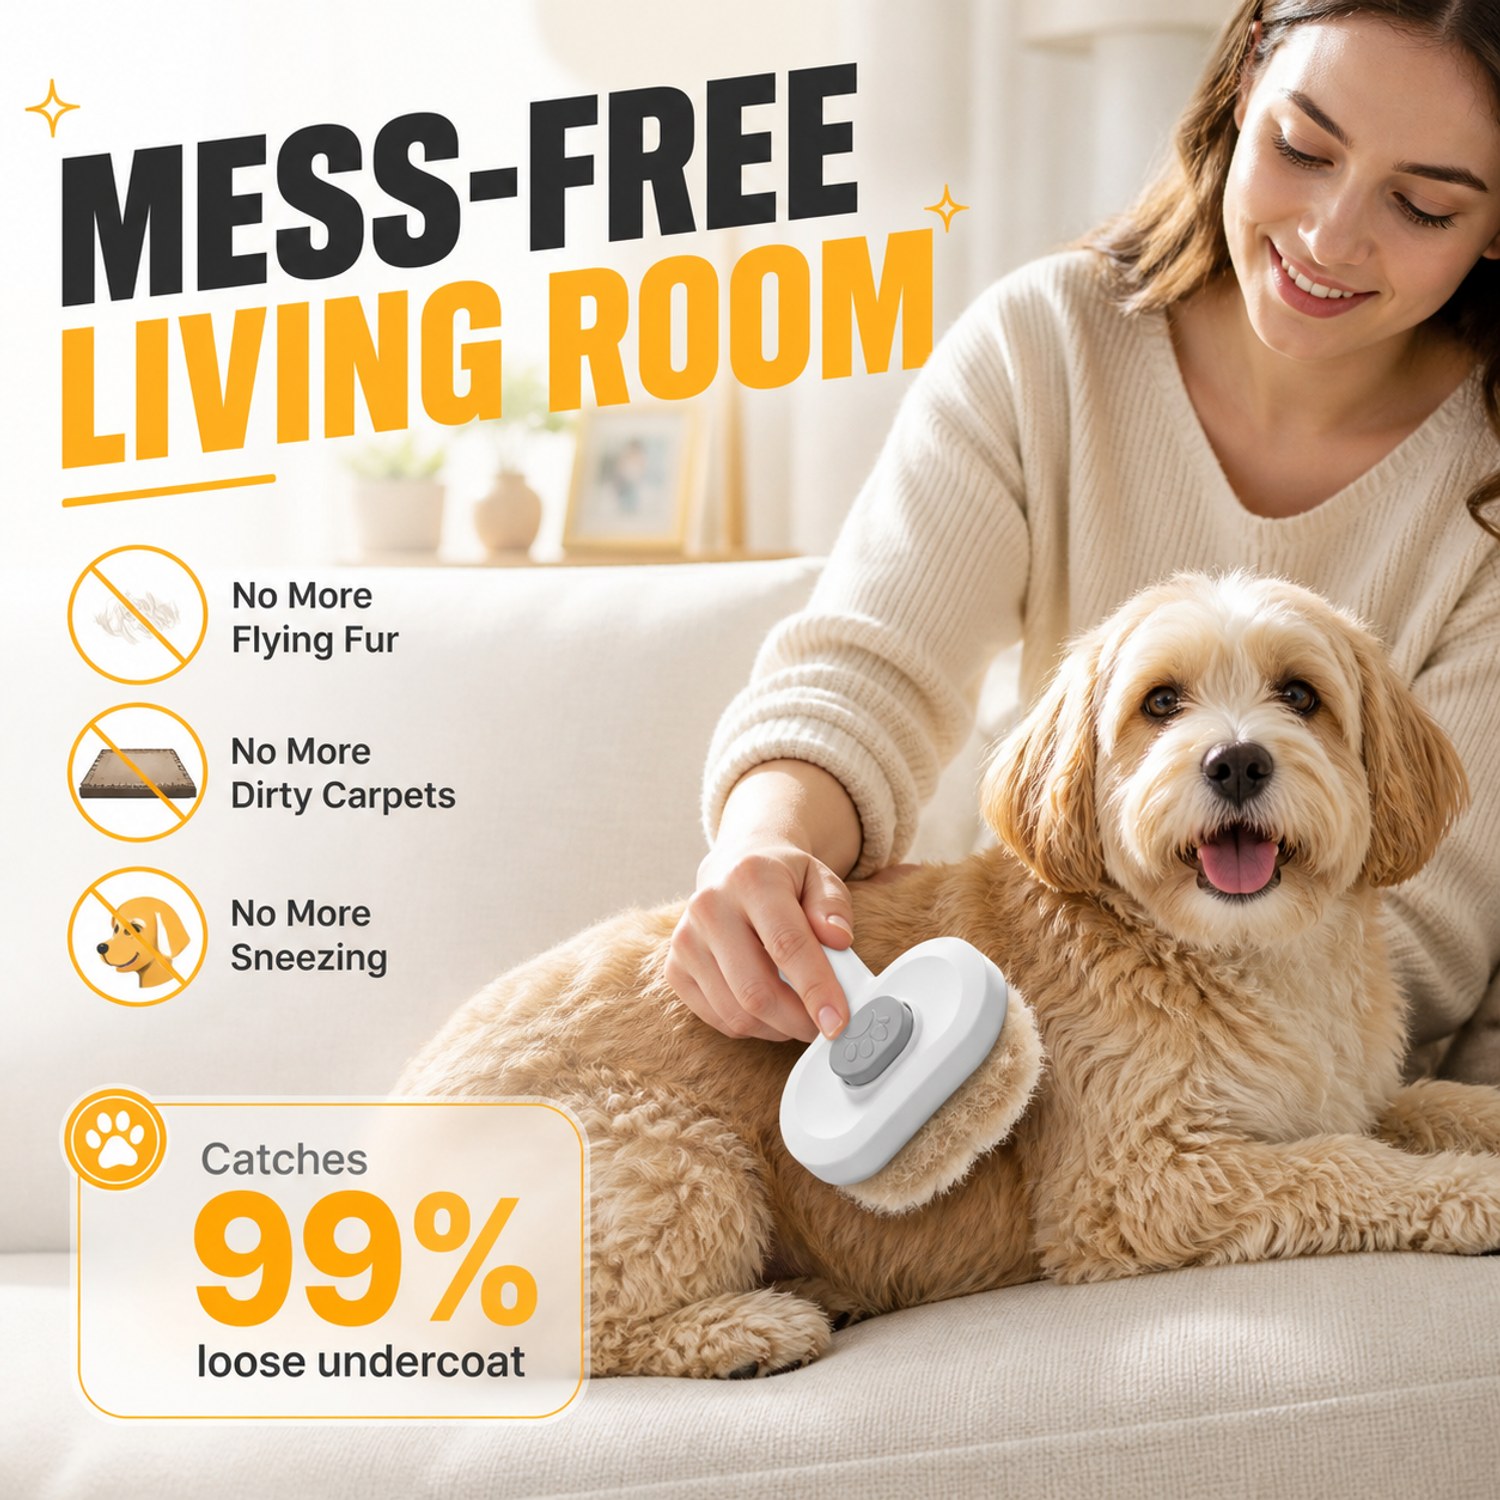 MESS-FREE
LIVING ROOM
No More
Flying Fur
No More
Dirty Carpets
No More
Sneezing
Catches
99%
loose undercoat